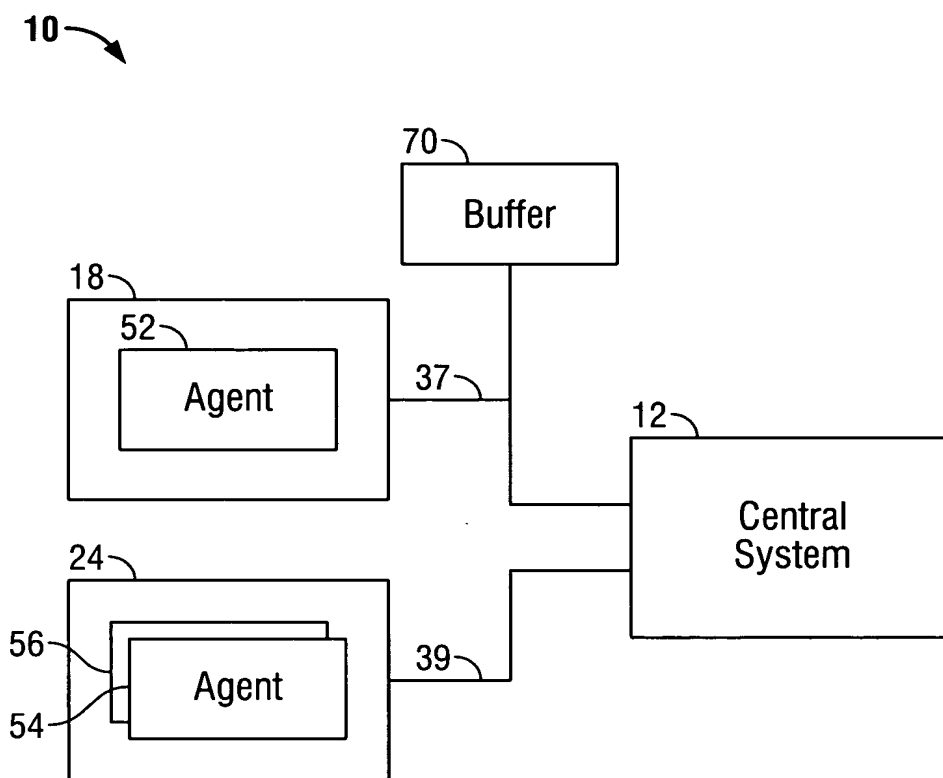 10
70
Buffer
18
52
Agent
37
12
Central
System
24
56
Agent
39
54